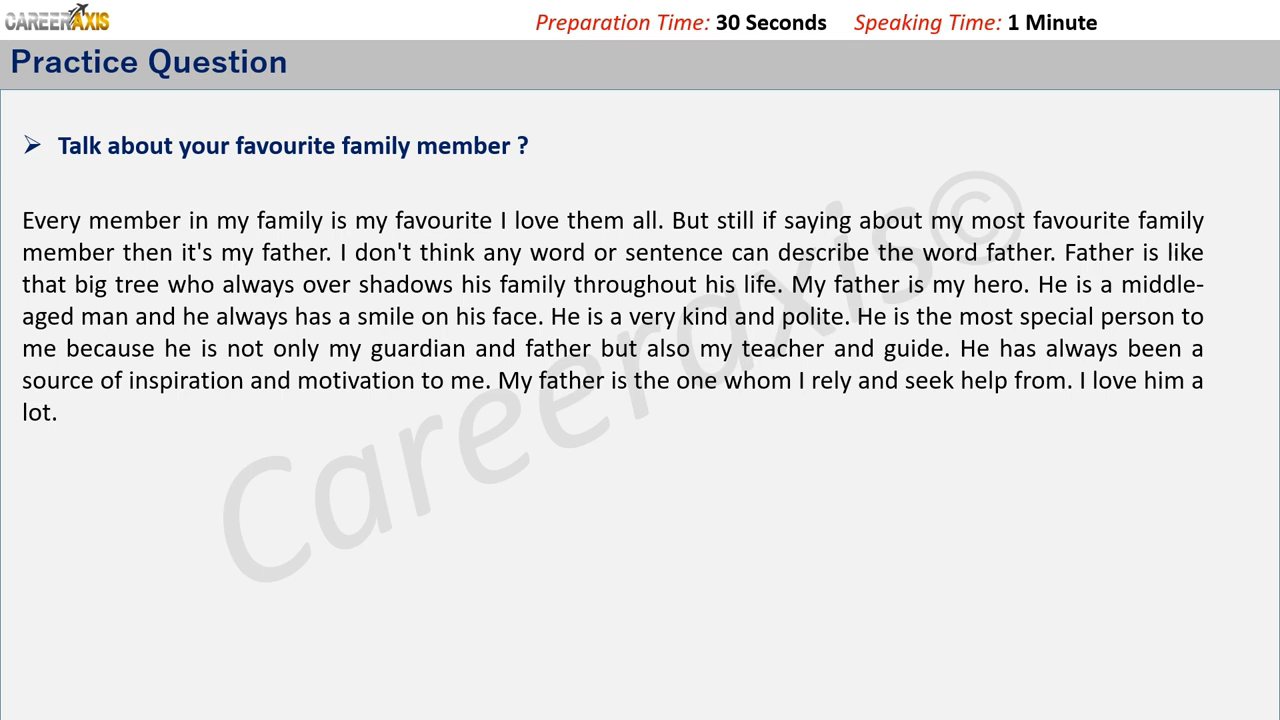 CAREERAXIS
Preparation Time: 30 Seconds Speaking Time: 1 Minute
Practice Question
➢ Talk about your favourite family member ?
Every member in my family is my favourite I love them all. But still if saying about my most favourite family
member then it's my father. I don't think any word or sentence can describe the word father. Father is like
that big tree who always over shadows his family throughout his life. My father is my hero. He is a middle-
aged man and he always has a smile on his face. He is a very kind and polite. He is the most special person to
me because he is not only my guardian and father but also my teacher and guide. He has always been a
source of inspiration and motivation to me. My father is the one whom I rely and seek help from. I love him a
lot.
Careeraxis©